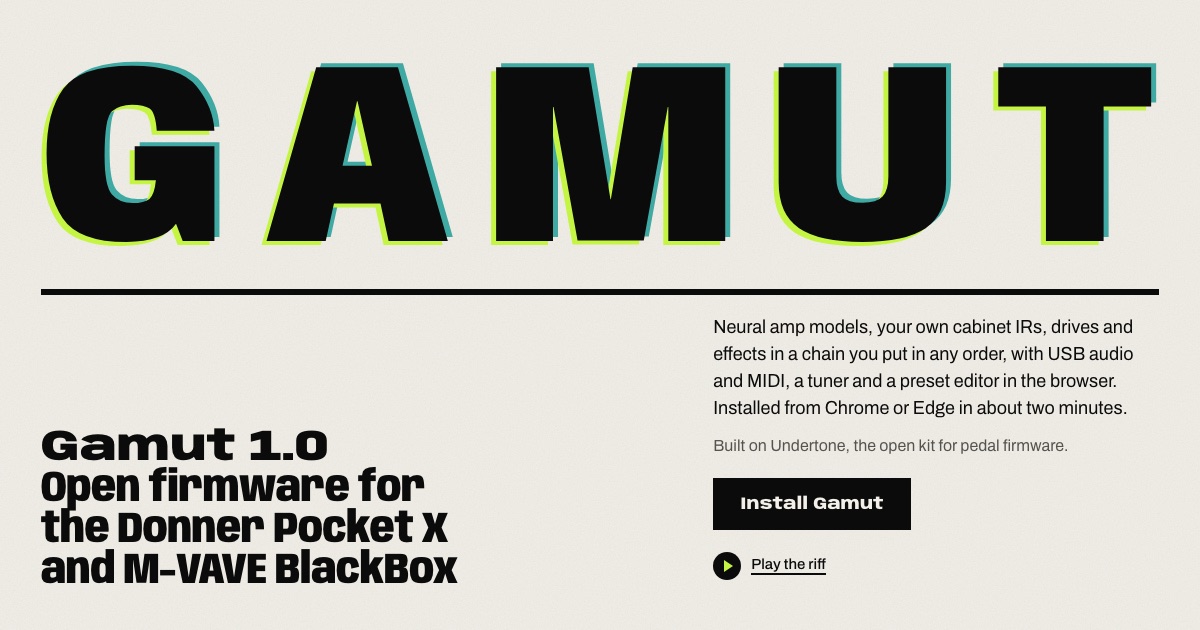 GAMUT
Gamut 1.0
Open firmware for
the Donner Pocket X
and M-VAVE BlackBox
Neural amp models, your own cabinet IRs, drives and
effects in a chain you put in any order, with USB audio
and MIDI, a tuner and a preset editor in the browser.
Installed from Chrome or Edge in about two minutes.
Built on Undertone, the open kit for pedal firmware.
Install Gamut
Play the riff